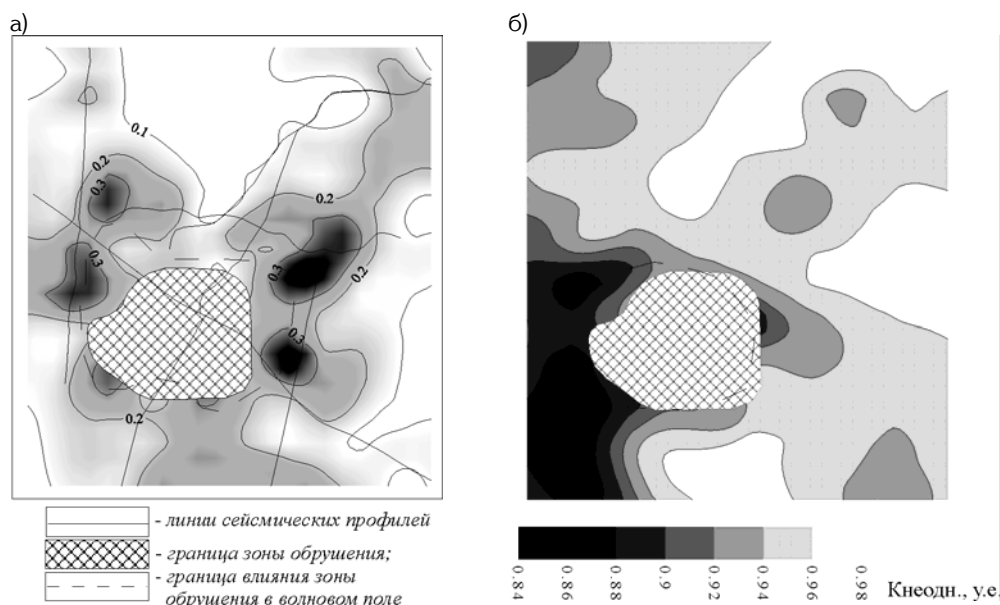 а)
б)
0.1
0.2
0.3
0.2
0.3
0.3
0.2
0.3
0.2
- линии сейсмических профилей
- граница зоны обрушения;
- граница влияния зоны
обрушения в волновом поле
0.84
0.86
0.88
0.9
0.92
0.94
0.96
0.98
Кнеодн., у.е.